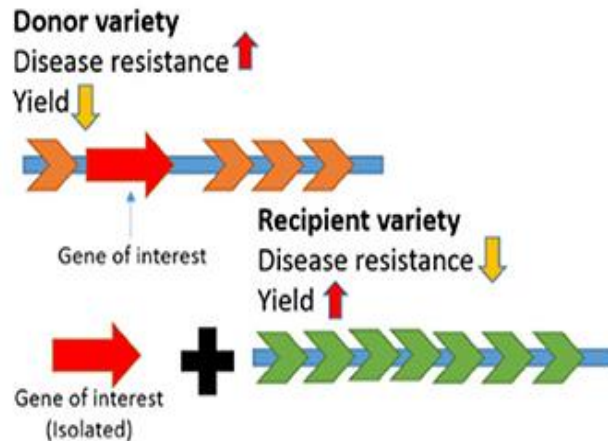 Donor variety
Disease resistance
Yield
Gene of interest
Recipient variety
Disease resistance
Yield
Gene of interest
(Isolated)